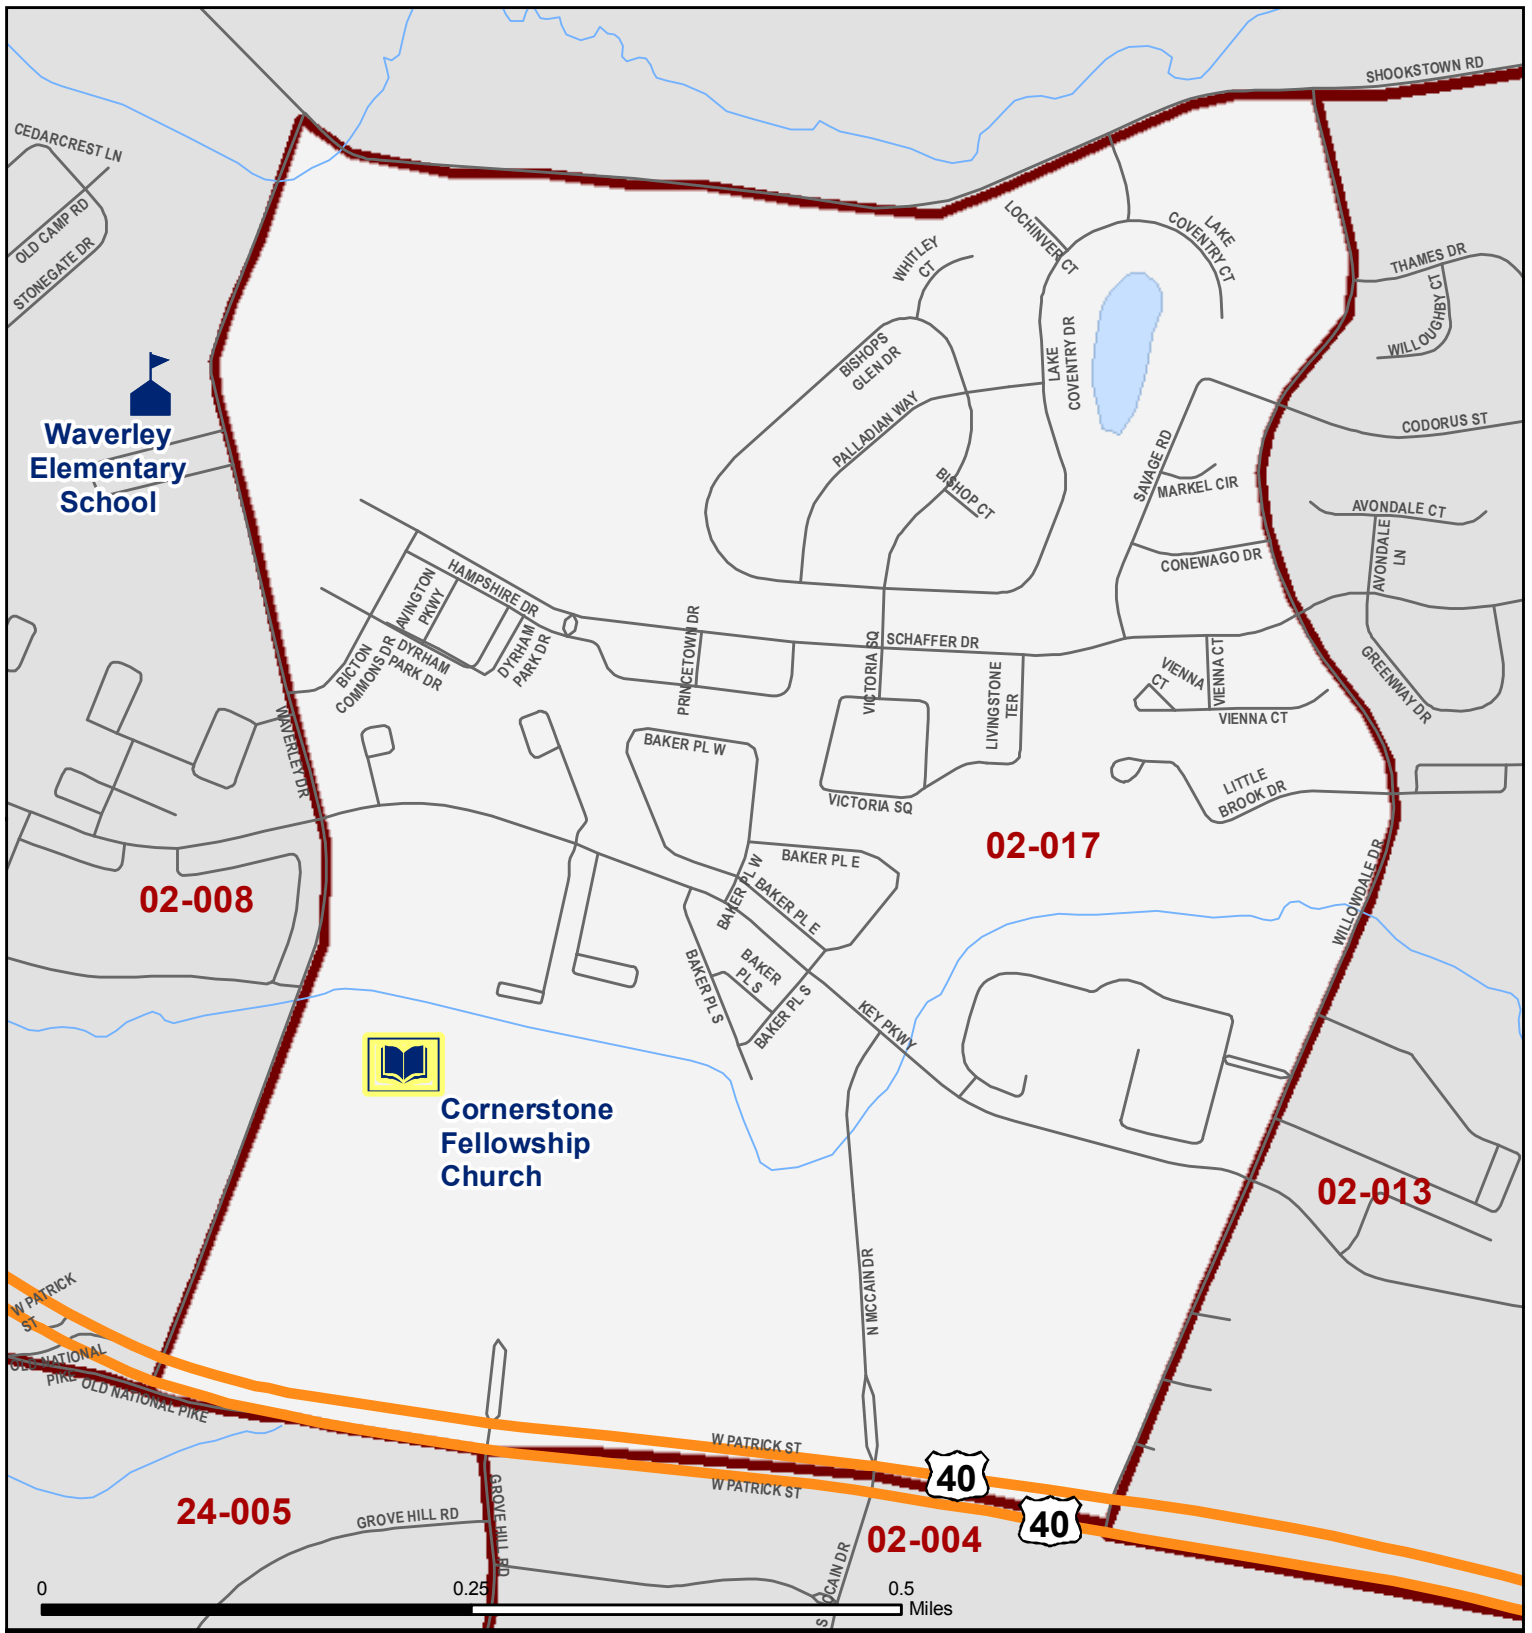 SHOOKSTOWN RD
CEDARCREST LN
OLD CAMP RD
STONEGATE DR
LOCHINVER CT
LAKE
COVENTRY CT
WHITLEY
CT
THAMES DR
WILLOUGHBY CT
BISHOPS
GLEN DR
LAKE
COVENTRY DR
PALLADIAN WAY
CODORUS ST
Waverley
Elementary
School
SAVAGE RD
MARKEL CIR
BISHOP CT
AVONDALE CT
AVONDALE
LN
CONEWAGO DR
HAMPSHIRE DR
AVINGTON
PKWY
DYRHAM
PARK DR
DYRHAM
PARK DR
BICTON
COMMONS DR
PRINCETOWN DR
VICTORIA SQ
SCHAFFER DR
LIVINGSTONE
TER
VIENNA
CT
VIENNA CT
VIENNA CT
GREENWAY DR
WAVERLEY DR
BAKER PL W
VICTORIA SQ
LITTLE
BROOK DR
02-017
BAKER PL E
BAKER PL W
BAKER PL E
WILLOWDALE DR
02-008
BAKER PL S
BAKER
PL S
BAKER PL S
KEY PKWY
Cornerstone
Fellowship
Church
02-013
N MCCAIN DR
W PATRICK
ST
OLD NATIONAL
PIKE
OLD NATIONAL PIKE
W PATRICK ST
40
W PATRICK ST
40
24-005
GROVE HILL RD
GROVE HILL RD
02-004
0
0.25
0.5
Miles